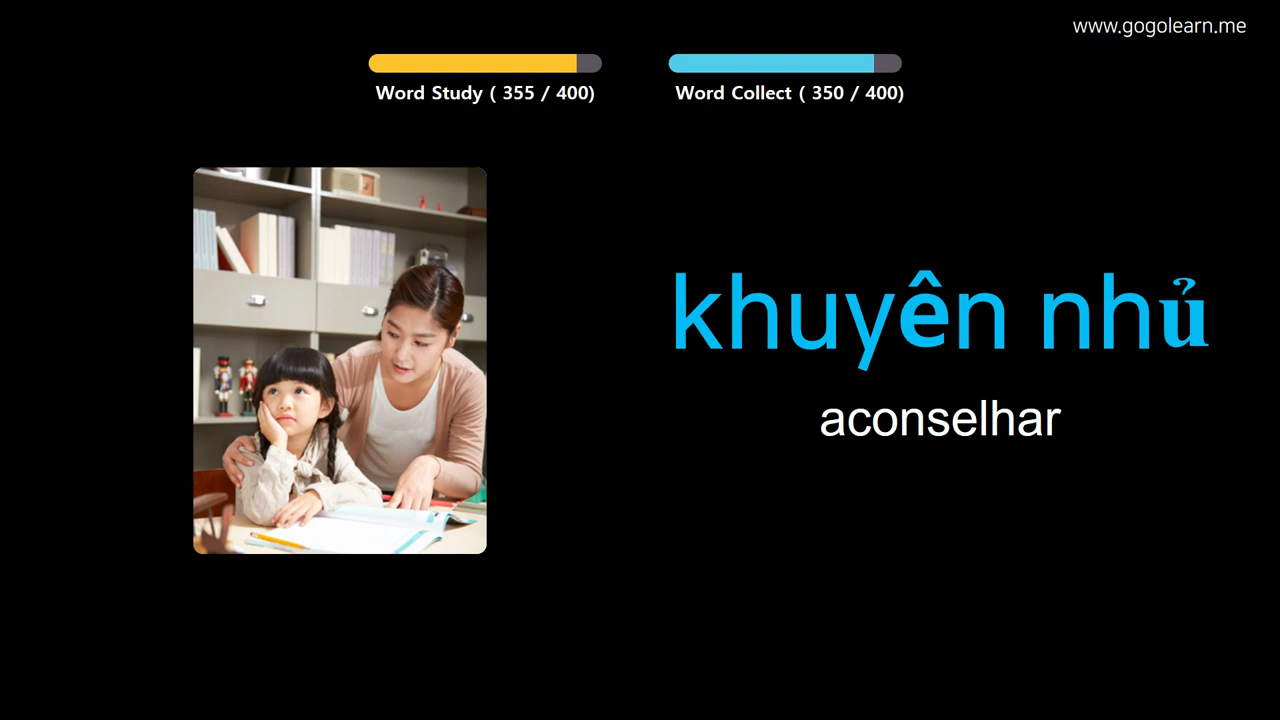 www.gogolearn.me
Word Study ( 355 / 400)
Word Collect ( 350 / 400)
khuyên nhủ
aconselhar